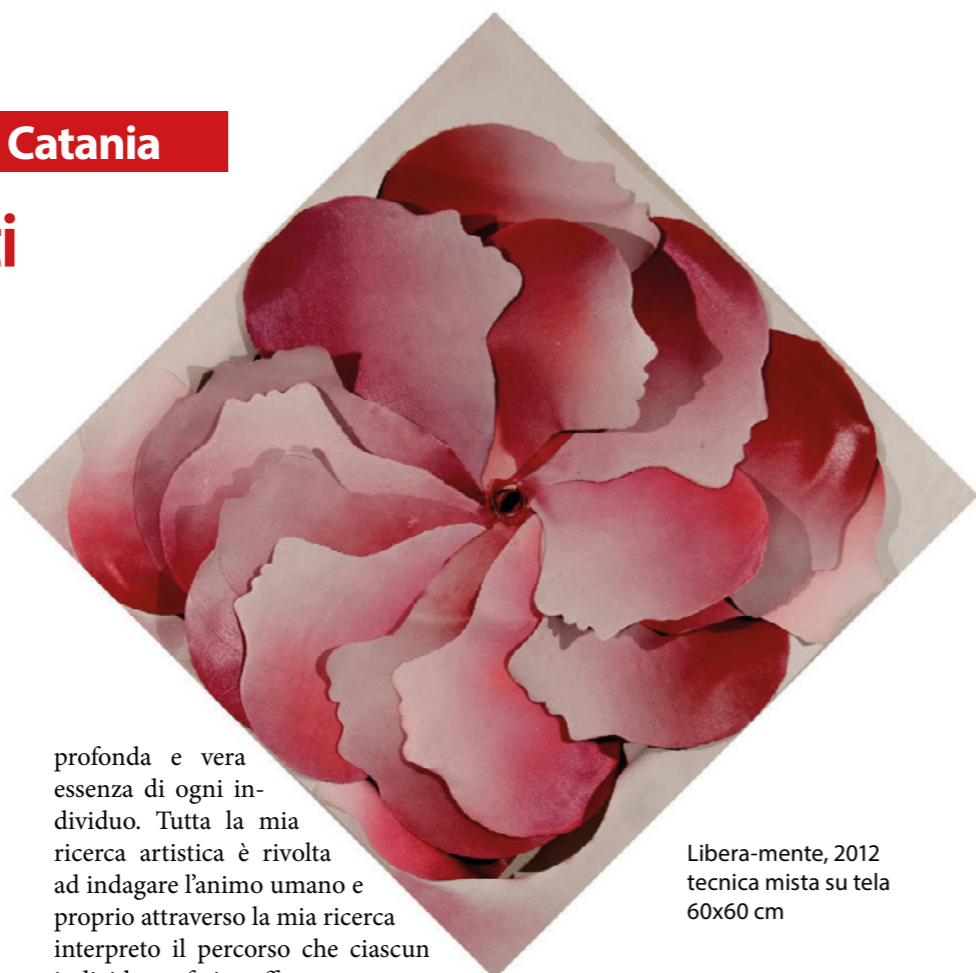 Catania
profonda e vera
essenza di ogni in-
dividuo. Tutta la mia
ricerca artistica è rivolta
ad indagare l'animo umano e
proprio attraverso la mia ricerca
interpreto il percorso che ciascun
Libera-mente, 2012
tecnica mista su tela
60x60 cm